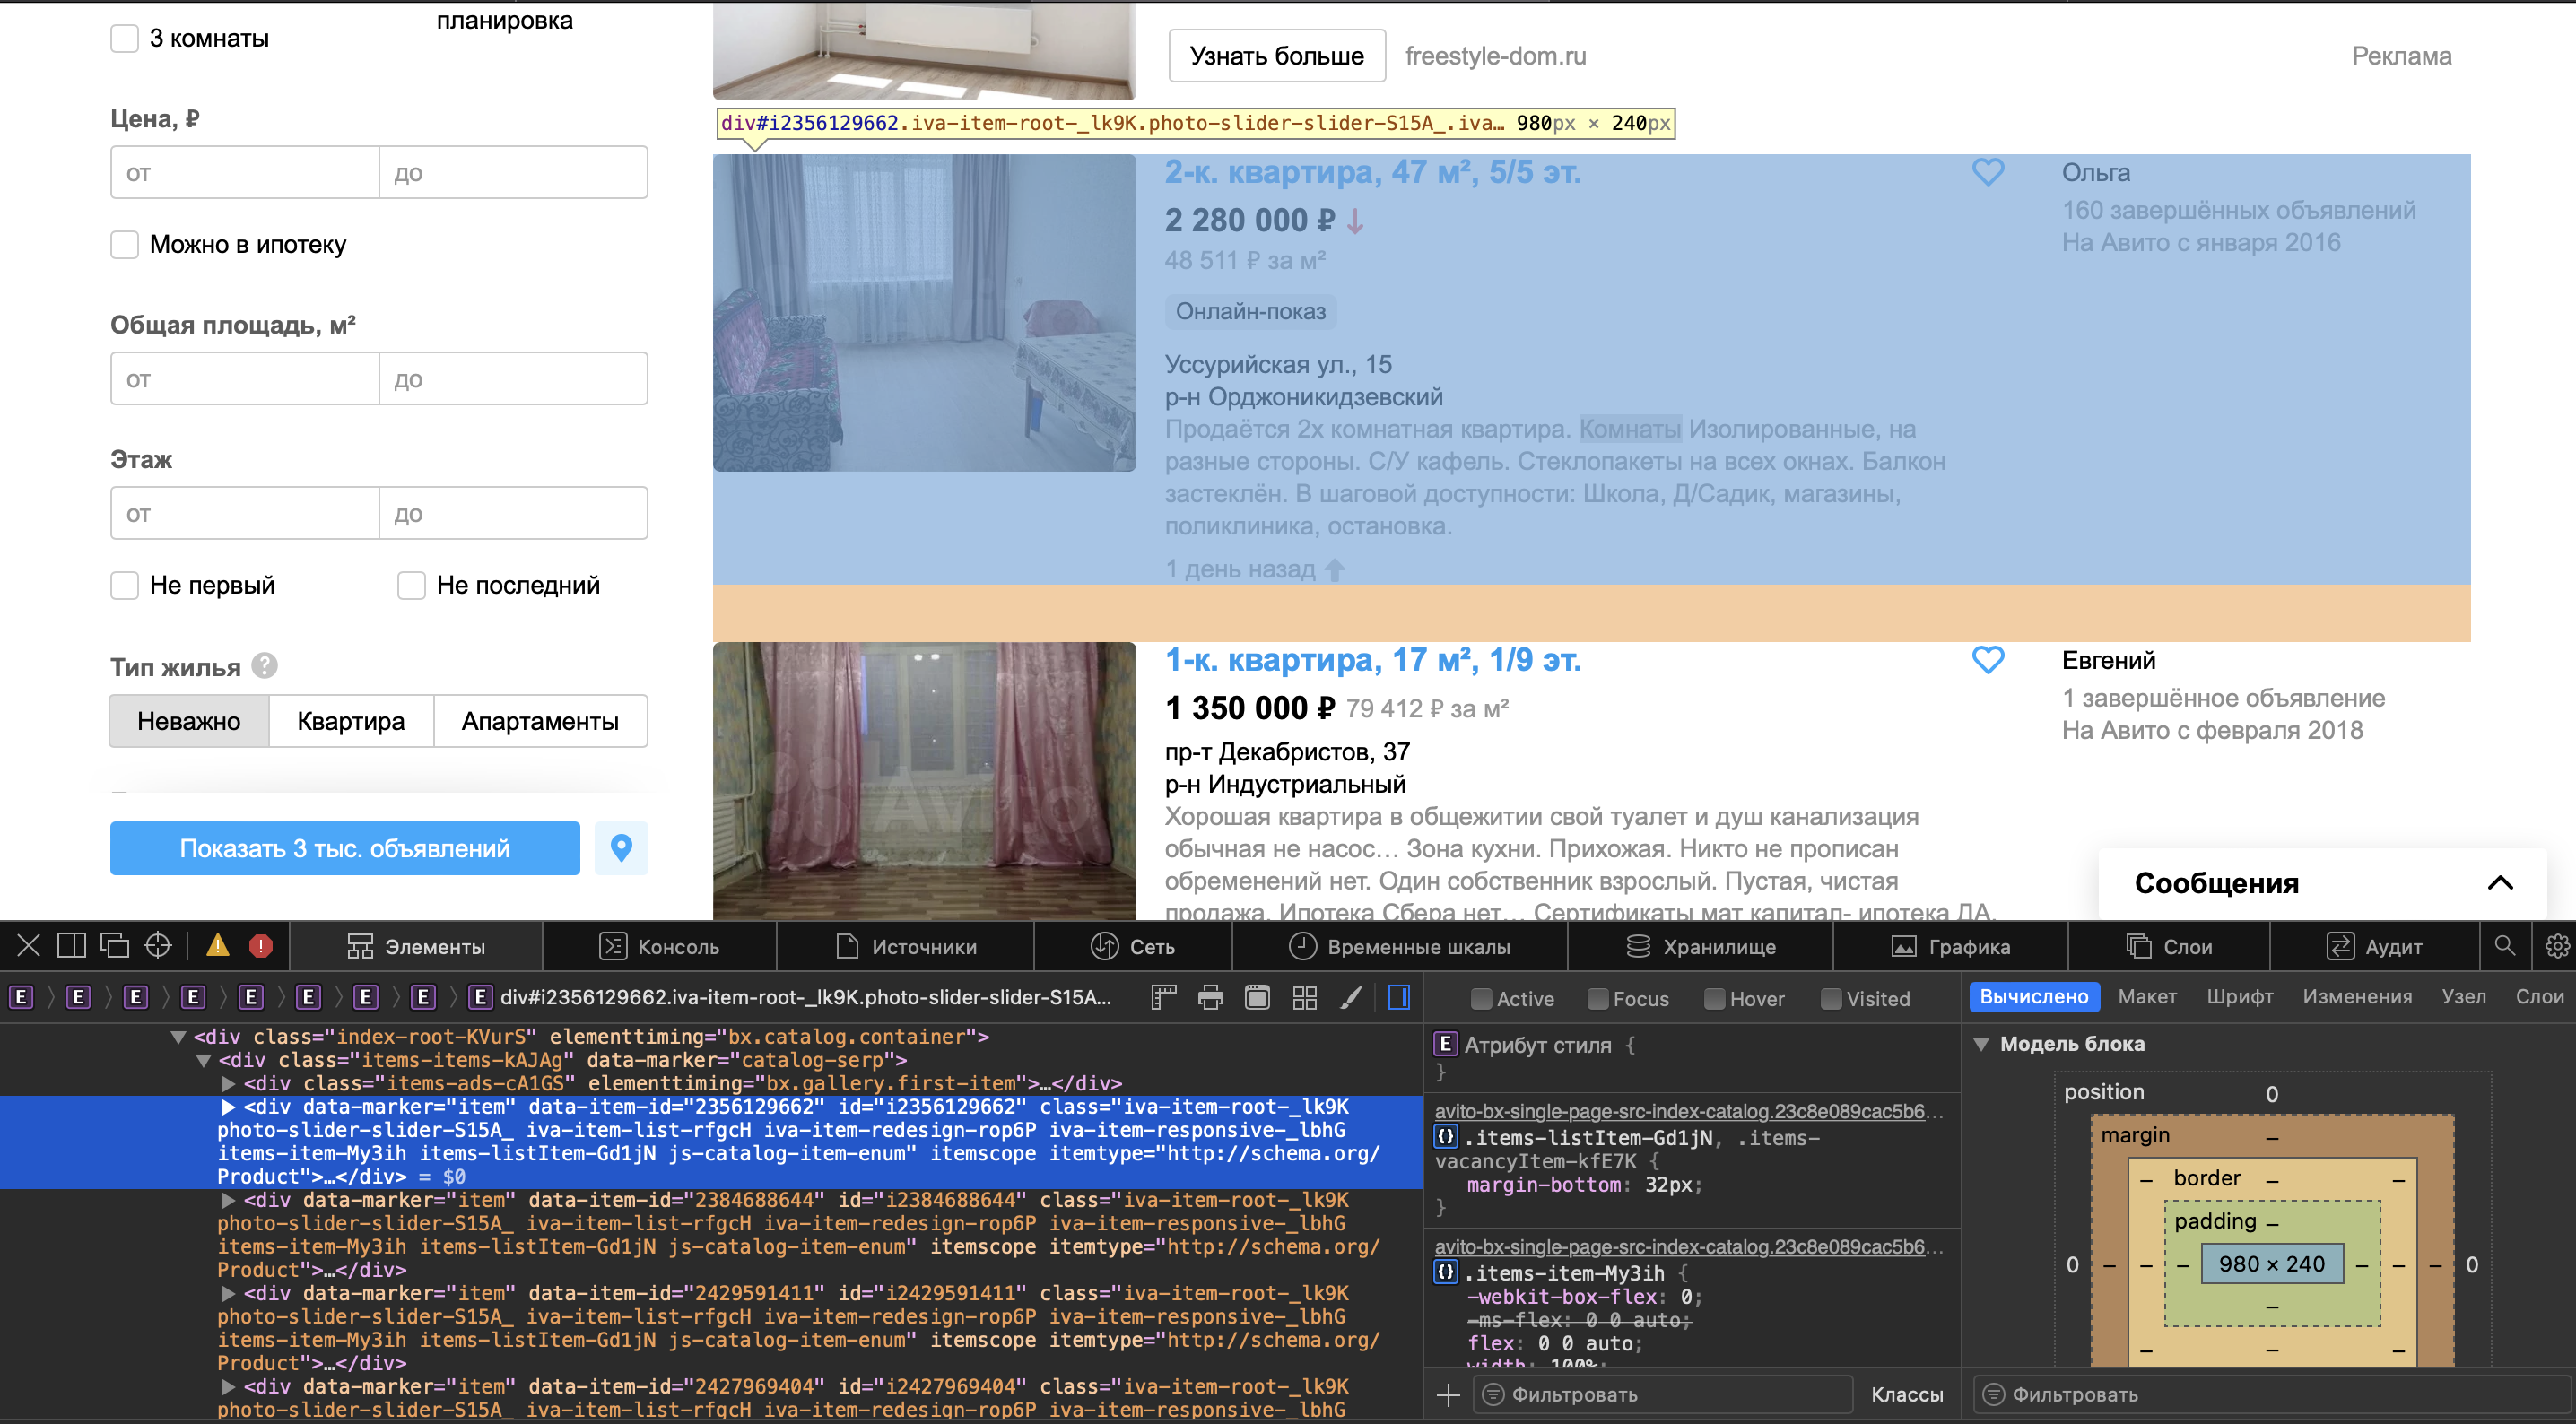 планировка
3 комнаты
Цена, ₽
от
до
Можно в ипотеку
Общая площадь, м²
от
до
Этаж
от
до
Не первый
Не последний
Тип жилья ?
Неважно
Квартира
Апартаменты
Показать 3 тыс. объявлений
Узнать больше
freestyle-dom.ru
Реклама
div#i2356129662.iva-item-root-_lk9K.photo-slider-slider-S15A_.iva… 980px × 240px
2-к. квартира, 47 м², 5/5 эт.
2 280 000 ₽ ↓
48 511 ₽ за м²
Онлайн-показ
Уссурийская ул., 15
р-н Орджоникидзевский
Продаётся 2х комнатная квартира. Комнаты Изолированные, на
разные стороны. С/У кафель. Стеклопакеты на всех окнах. Балкон
застеклён. В шаговой доступности: Школа, Д/Садик, магазины,
поликлиника, остановка.
1 день назад
Ольга
160 завершённых объявлений
На Авито с января 2016
Avito
1-к. квартира, 17 м², 1/9 эт.
1 350 000 ₽ 79 412 ₽ за м²
пр-т Декабристов, 37
р-н Индустриальный
Хорошая квартира в общежитии свой туалет и душ канализация
обычная не насос… Зона кухни. Прихожая. Никто не прописан
обременений нет. Один собственник взрослый. Пустая, чистая
продажа. Ипотека Сбера нет… Сертификаты мат капитал- ипотека ДА.
Евгений
1 завершённое объявление
На Авито с февраля 2018
Сообщения
Элементы
Консоль
Источники
Сеть
Временные шкалы
Хранилище
Графика
Слои
Аудит
E E E E E E E E E div#i2356129662.iva-item-root-_lk9K.photo-slider-slider-S15A…
<div class="index-root-KVurS" elementtiming="bx.catalog.container">
<div class="items-items-kAJAg" data-marker="catalog-serp">
<div class="items-ads-cA1GS" elementtiming="bx.gallery.first-item">…</div>
<div data-marker="item" data-item-id="2356129662" id="i2356129662" class="iva-item-root-_lk9K
photo-slider-slider-S15A_ iva-item-list-rfgcH iva-item-redesign-rop6P iva-item-responsive-_lbhG
items-item-My3ih items-listItem-Gd1jN js-catalog-item-enum" itemscope itemtype="http://schema.org/
Product">…</div> = $0
<div data-marker="item" data-item-id="2384688644" id="i2384688644" class="iva-item-root-_lk9K
photo-slider-slider-S15A_ iva-item-list-rfgcH iva-item-redesign-rop6P iva-item-responsive-_lbhG
items-item-My3ih items-listItem-Gd1jN js-catalog-item-enum" itemscope itemtype="http://schema.org/
Product">…</div>
<div data-marker="item" data-item-id="2429591411" id="i2429591411" class="iva-item-root-_lk9K
photo-slider-slider-S15A_ iva-item-list-rfgcH iva-item-redesign-rop6P iva-item-responsive-_lbhG
items-item-My3ih items-listItem-Gd1jN js-catalog-item-enum" itemscope itemtype="http://schema.org/
Product">…</div>
<div data-marker="item" data-item-id="2427969404" id="i2427969404" class="iva-item-root-_lk9K
photo-slider-slider-S15A_ iva-item-list-rfgcH iva-item-redesign-rop6P iva-item-responsive-_lbhG
Active
Focus
Hover
Visited
E Атрибут стиля {
}
avito-bx-single-page-src-index-catalog.23c8e089cac5b6…
{} .items-listItem-Gd1jN, .items-
vacancyItem-kfE7K {
margin-bottom: 32px;
}
avito-bx-single-page-src-index-catalog.23c8e089cac5b6…
{} .items-item-My3ih {
-webkit-box-flex: 0;
-ms-flex: 0 0 auto;
flex: 0 0 auto;
width: 100%;
Фильтровать
Классы
Вычислено
Макет
Шрифт
Изменения
Узел
Слои
Модель блока
position
0
margin
–
– border – –
padding –
0 – – – 980 × 240 – – – 0
–
– – –
Фильтровать